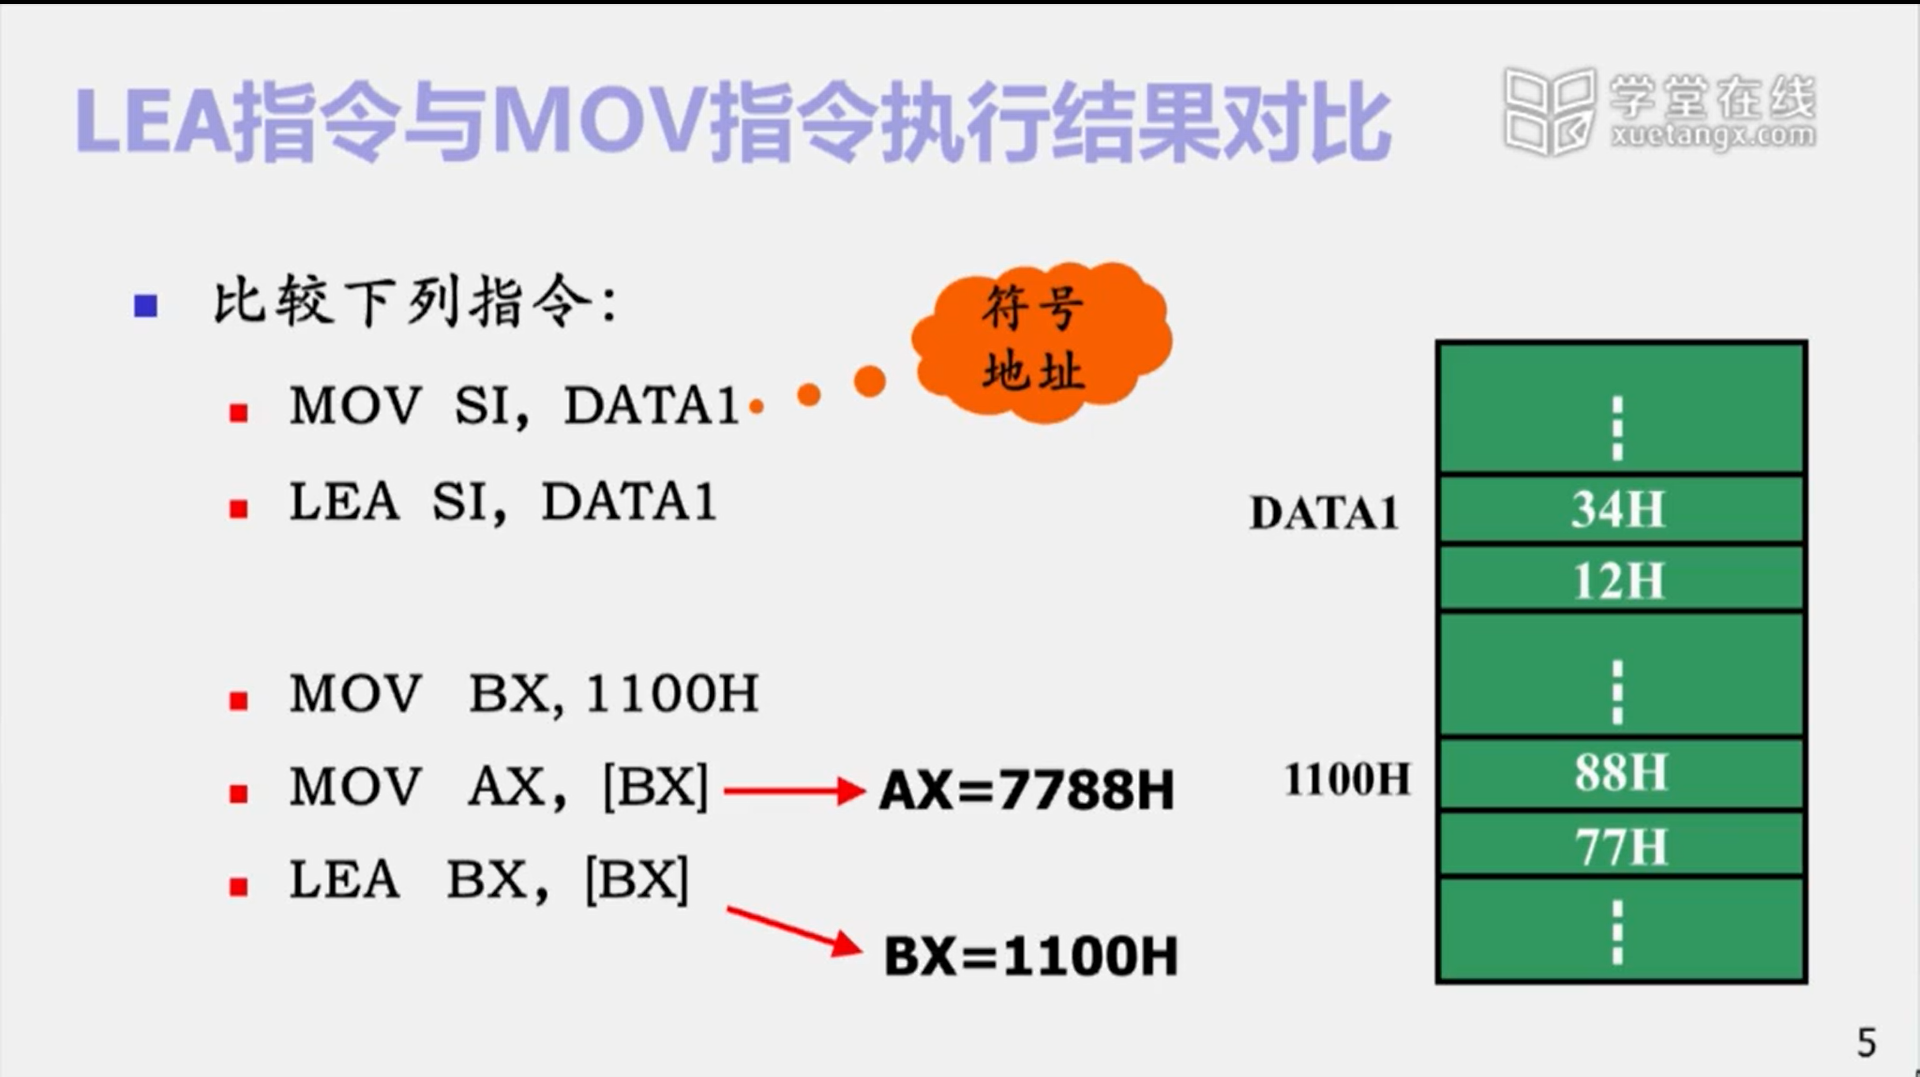 LEA指令与MOV指令执行结果对比
学堂在线
xuetangx.com
比较下列指令：
符号
地址
MOV SI, DATA1
LEA SI, DATA1
MOV BX, 1100H
MOV AX, [BX]
AX=7788H
LEA BX, [BX]
BX=1100H
DATA1
34H
12H
1100H
88H
77H
5